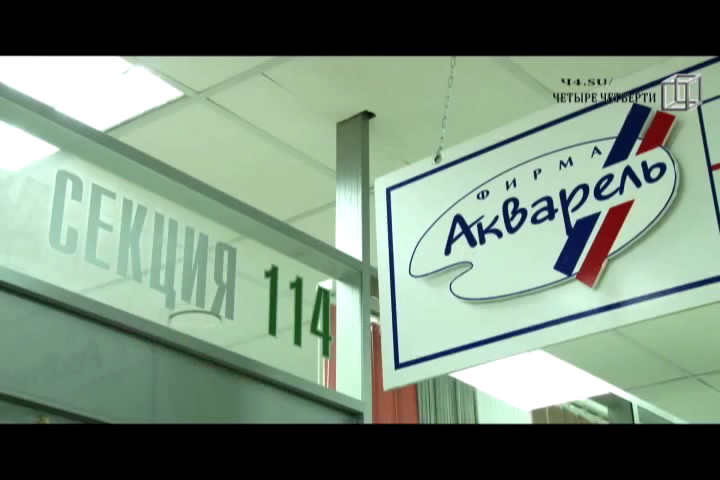 Ч4.SU/
ЧЕТЫРЕ ЧЕТВЕРТИ
СЕКЦИЯ 114
ФИРМА
Акварель